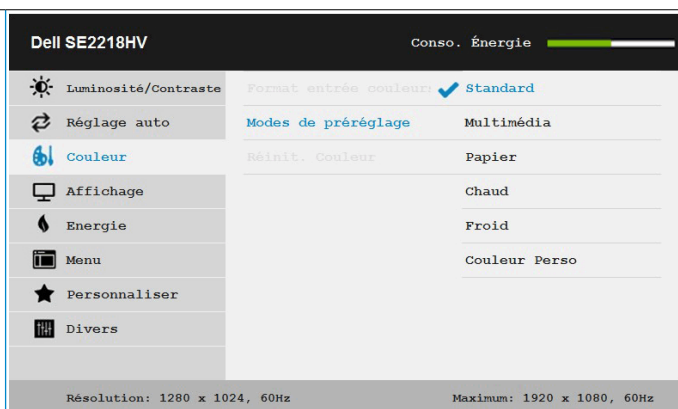 Dell SE2218HV Conso. Énergie
Luminosité/Contraste Format entrée couleur: Standard
Réglage auto Modes de préréglage Multimédia
Couleur Réinit. Couleur Papier
Affichage Chaud
Energie Froid
Menu Couleur Perso
Personnaliser
Divers
Résolution: 1280 x 1024, 60Hz Maximum: 1920 x 1080, 60Hz